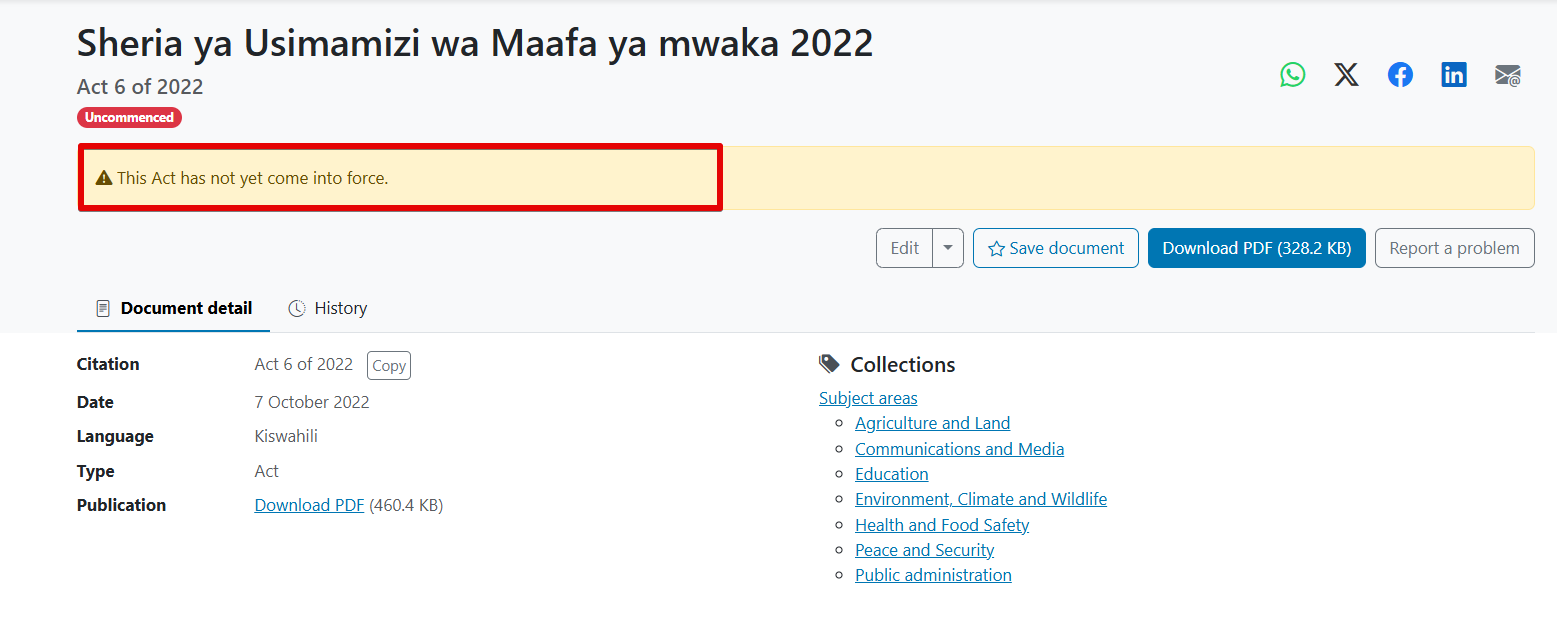 Sheria ya Usimamizi wa Maafa ya mwaka 2022
Act 6 of 2022
Uncommenced
This Act has not yet come into force.
Edit Save document Download PDF (328.2 KB) Report a problem
Document detail History
Citation Act 6 of 2022 Copy
Date 7 October 2022
Language Kiswahili
Type Act
Publication Download PDF (460.4 KB)
Collections
Subject areas
Agriculture and Land
Communications and Media
Education
Environment, Climate and Wildlife
Health and Food Safety
Peace and Security
Public administration